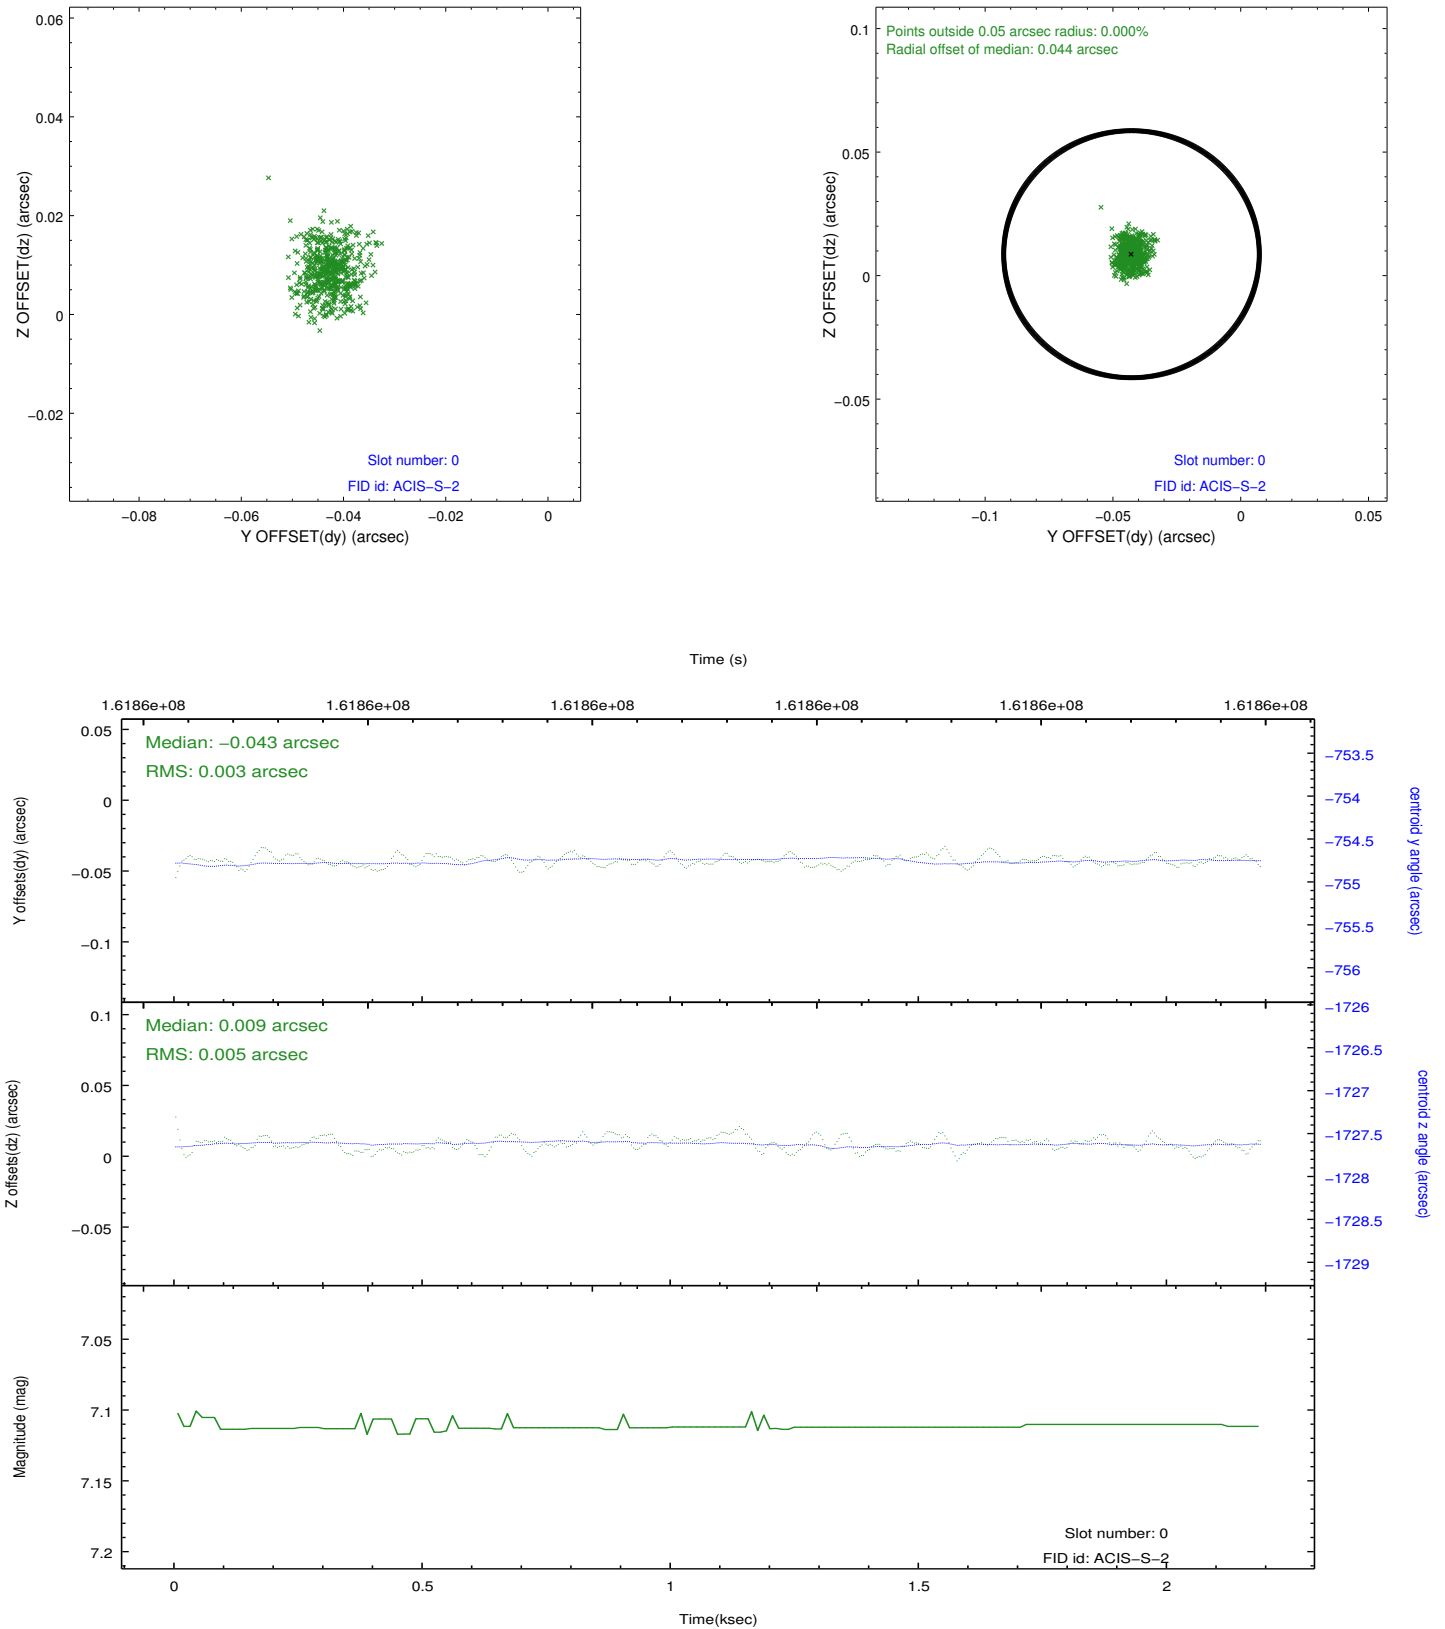 0.06
0.04
0.02
0
−0.02
Z OFFSET(dz) (arcsec)
Slot number: 0
FID id: ACIS−S−2
−0.08
−0.06
−0.04
−0.02
0
Y OFFSET(dy) (arcsec)
Points outside 0.05 arcsec radius: 0.000%
Radial offset of median: 0.044 arcsec
0.1
0.05
0
−0.05
Z OFFSET(dz) (arcsec)
Slot number: 0
FID id: ACIS−S−2
−0.1
−0.05
0
0.05
Y OFFSET(dy) (arcsec)
Time (s)
1.6186e+08
1.6186e+08
1.6186e+08
1.6186e+08
1.6186e+08
1.6186e+08
Median: −0.043 arcsec
RMS: 0.003 arcsec
0.05
0
−0.05
−0.1
Y offsets(dy) (arcsec)
−753.5
−754
−754.5
−755
−755.5
−756
centroid y angle (arcsec)
Median: 0.009 arcsec
RMS: 0.005 arcsec
0.1
0.05
0
−0.05
Z offsets(dz) (arcsec)
−1726
−1726.5
−1727
−1727.5
−1728
−1728.5
−1729
centroid z angle (arcsec)
7.05
7.1
7.15
7.2
Magnitude (mag)
Slot number: 0
FID id: ACIS−S−2
0
0.5
1
1.5
2
Time(ksec)